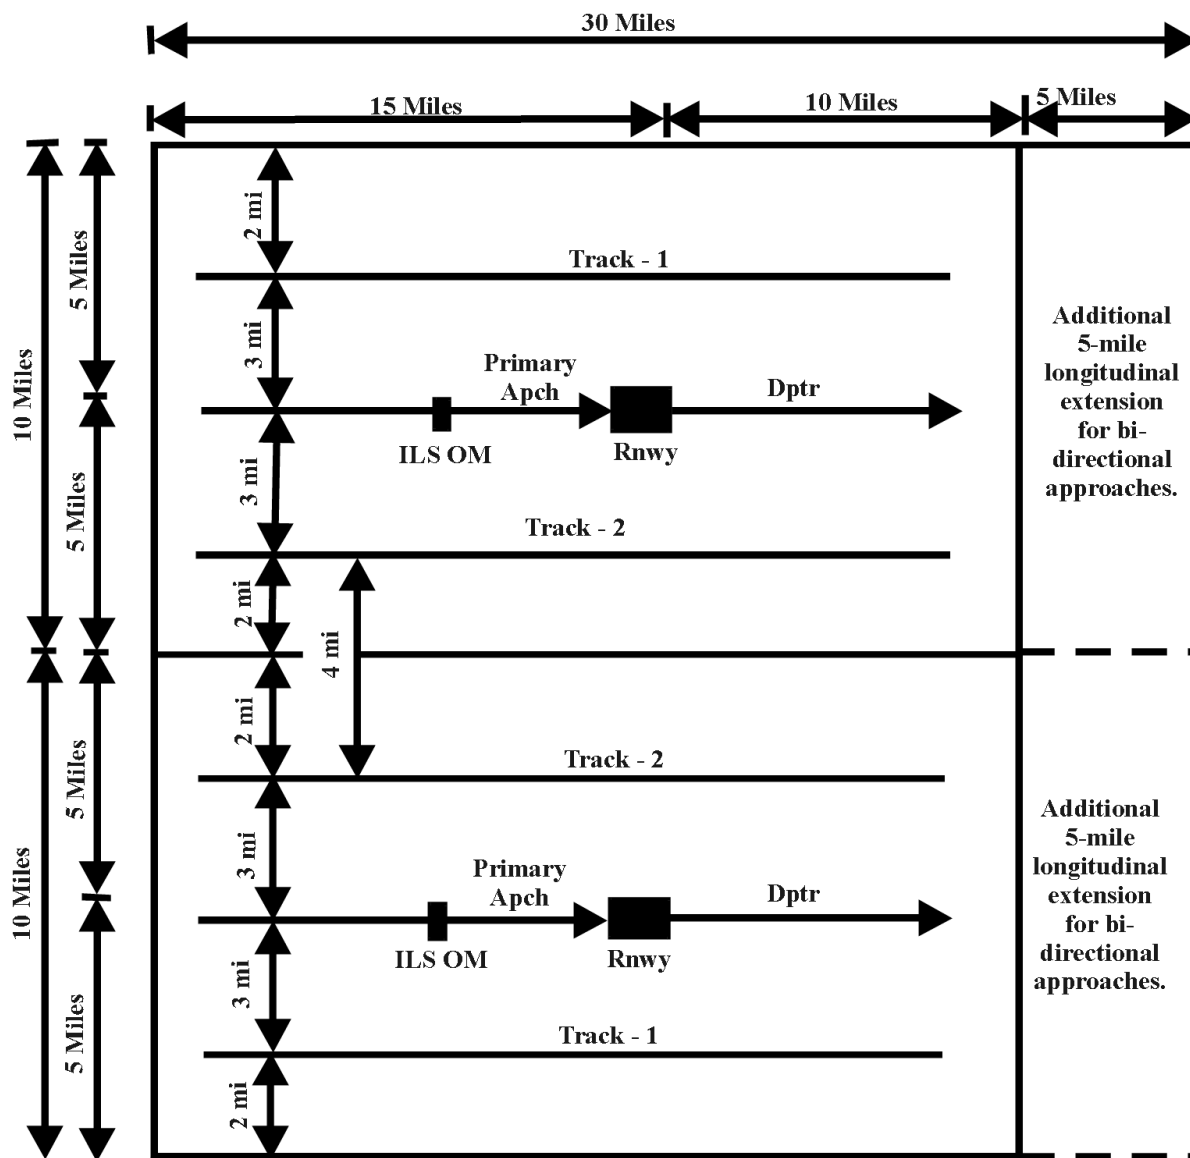 30 Miles
15 Miles
10 Miles
5 Miles
10 Miles
5 Miles
5 Miles
2 mi
Track - 1
3 mi
Primary
Apch
Dptr
ILS OM
Rnwy
3 mi
Track - 2
2 mi
Additional
5-mile
longitudinal
extension
for bi-
directional
approaches.
4 mi
10 Miles
5 Miles
5 Miles
2 mi
Track - 2
3 mi
Primary
Apch
Dptr
ILS OM
Rnwy
3 mi
Track - 1
2 mi
Additional
5-mile
longitudinal
extension
for bi-
directional
approaches.